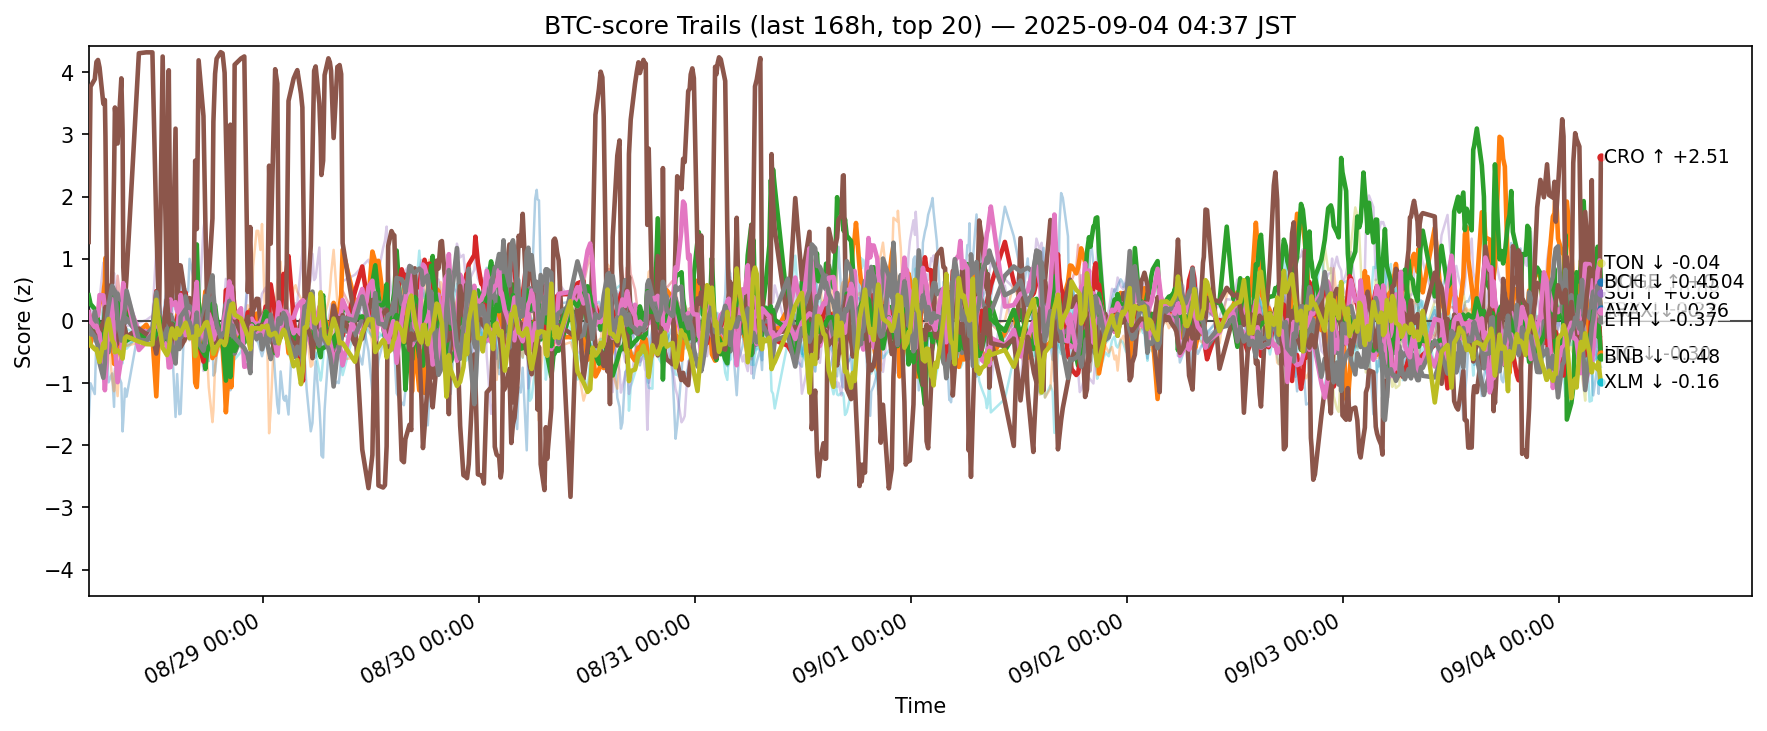 BTC-score Trails (last 168h, top 20) — 2025-09-04 04:37 JST
Score (z)
4
3
2
1
0
−1
−2
−3
−4
CRO ↑ +2.51
TON ↓ -0.04
BCH ↓ -0.45
SUI ↑ +0.08
AVAX ↓ -0.26
ETH ↓ -0.37
BNB ↓ -0.48
XLM ↓ -0.16
08/29 00:00
08/30 00:00
08/31 00:00
09/01 00:00
09/02 00:00
09/03 00:00
09/04 00:00
Time